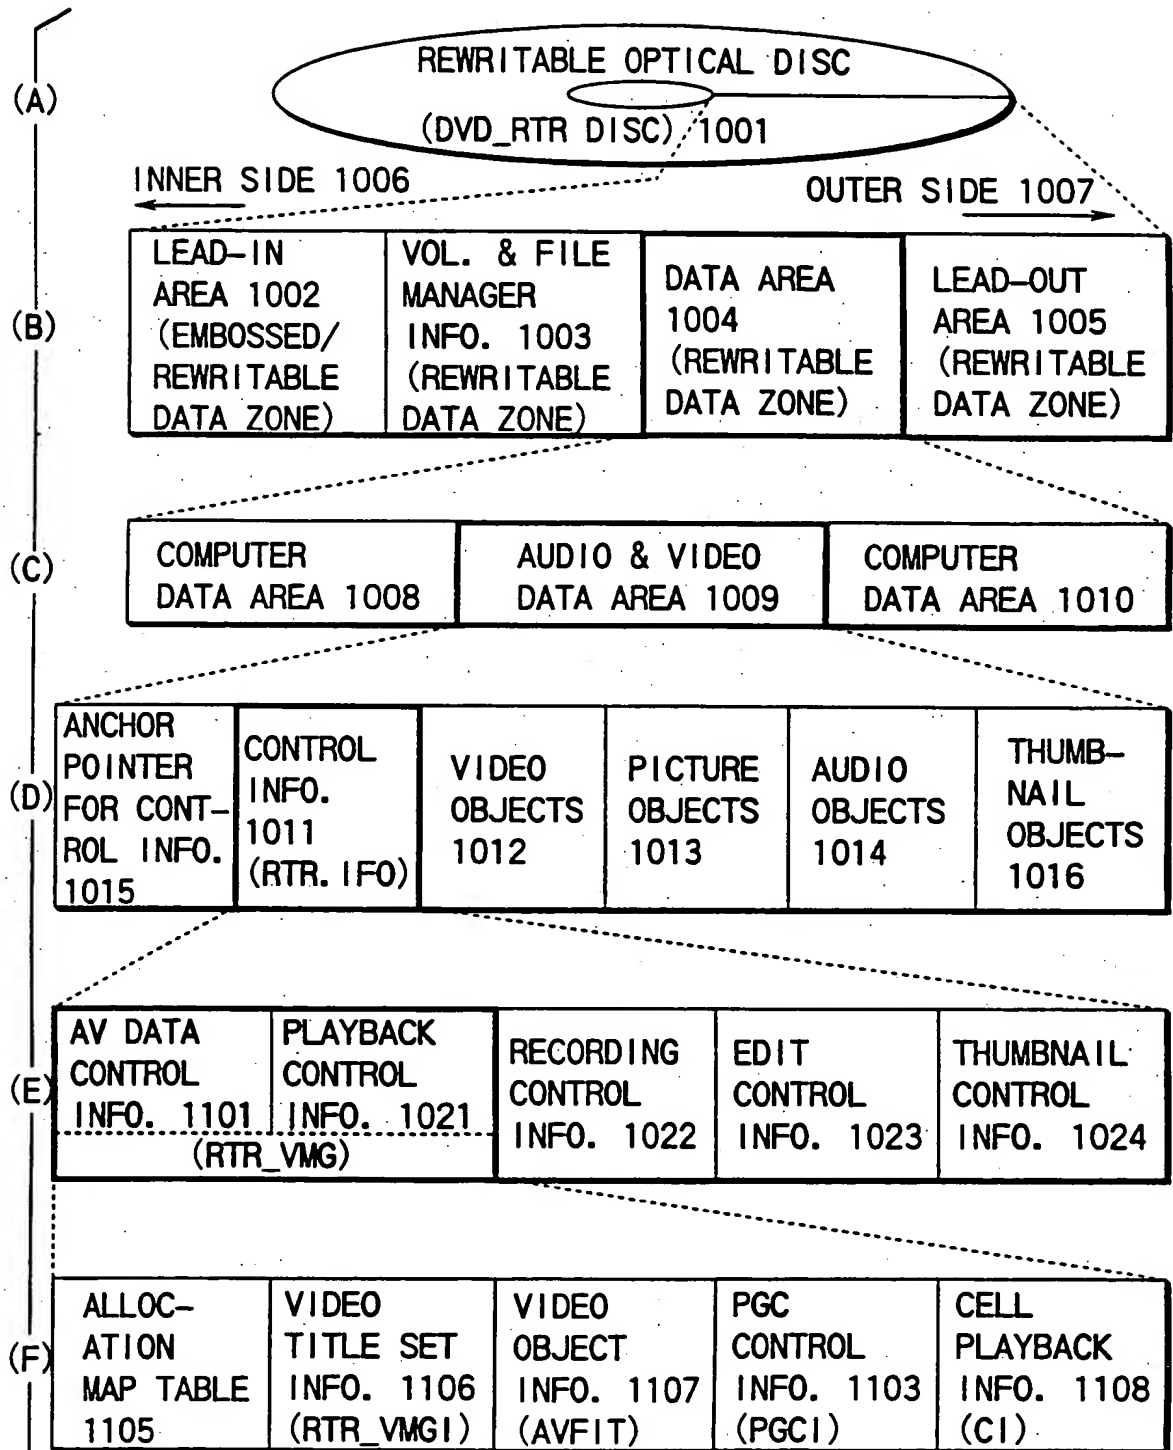 (A)
REWRITABLE OPTICAL DISC
(DVD_RTR DISC) 1001
INNER SIDE 1006
OUTER SIDE 1007
(B)
LEAD-IN
AREA 1002
(EMBOSSED/
REWRITABLE
DATA ZONE)
VOL. & FILE
MANAGER
INFO. 1003
(REWRITABLE
DATA ZONE)
DATA AREA
1004
(REWRITABLE
DATA ZONE)
LEAD-OUT
AREA 1005
(REWRITABLE
DATA ZONE)
(C)
COMPUTER
DATA AREA 1008
AUDIO & VIDEO
DATA AREA 1009
COMPUTER
DATA AREA 1010
(D)
ANCHOR
POINTER
FOR CONT-
ROL INFO.
1015
CONTROL
INFO.
1011
(RTR.IFO)
VIDEO
OBJECTS
1012
PICTURE
OBJECTS
1013
AUDIO
OBJECTS
1014
THUMB-
NAIL
OBJECTS
1016
(E)
AV DATA
CONTROL
INFO. 1101
PLAYBACK
CONTROL
INFO. 1021
(RTR_VMG)
RECORDING
CONTROL
INFO. 1022
EDIT
CONTROL
INFO. 1023
THUMBNAIL
CONTROL
INFO. 1024
(F)
ALLOC-
ATION
MAP TABLE
1105
VIDEO
TITLE SET
INFO. 1106
(RTR_VMGI)
VIDEO
OBJECT
INFO. 1107
(AVFIT)
PGC
CONTROL
INFO. 1103
(PGCI)
CELL
PLAYBACK
INFO. 1108
(CI)